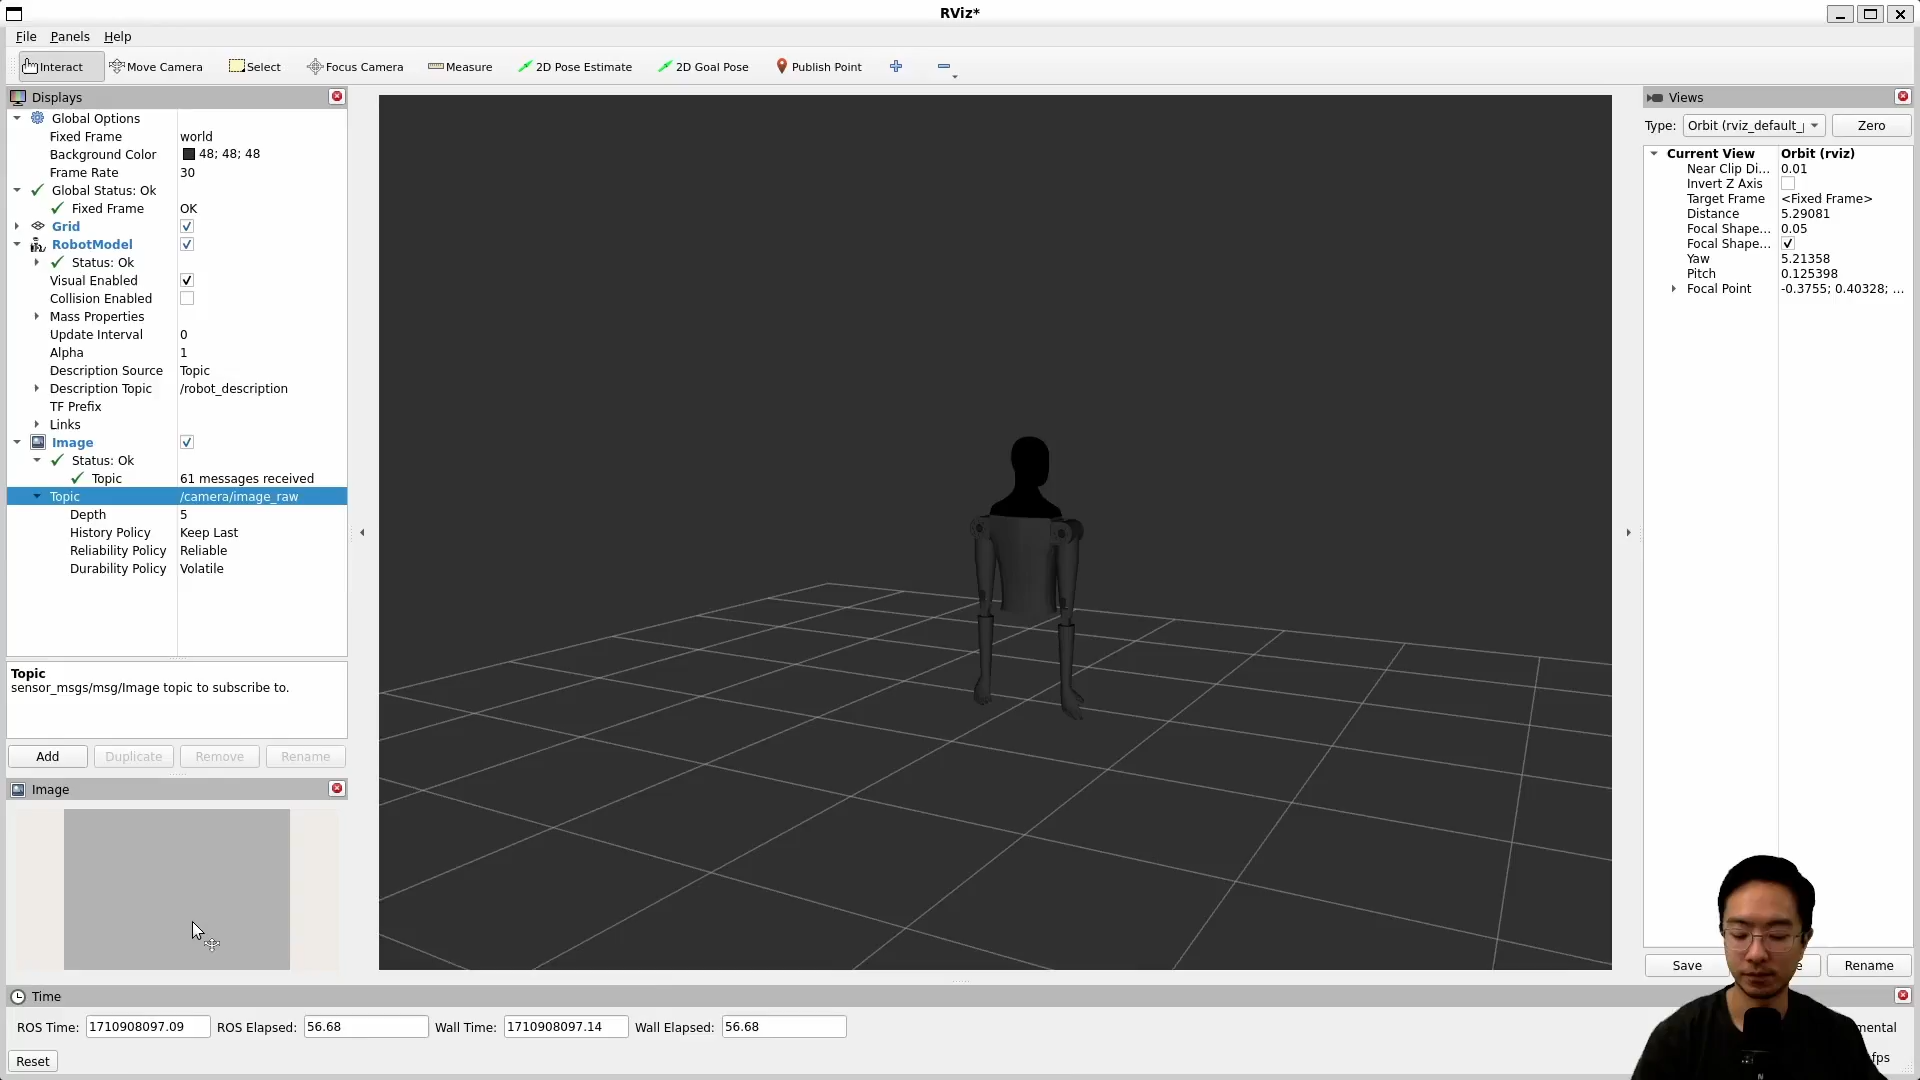 RViz*
File Panels Help
Interact Move Camera Select Focus Camera Measure 2D Pose Estimate 2D Goal Pose Publish Point
Displays
Global Options
Fixed Frame world
Background Color 48; 48; 48
Frame Rate 30
Global Status: Ok
Fixed Frame OK
Grid
RobotModel
Status: Ok
Visual Enabled
Collision Enabled
Mass Properties
Update Interval 0
Alpha 1
Description Source Topic
Description Topic /robot_description
TF Prefix
Links
Image
Status: Ok
Topic 61 messages received
Topic /camera/image_raw
Depth 5
History Policy Keep Last
Reliability Policy Reliable
Durability Policy Volatile
Topic
sensor_msgs/msg/Image topic to subscribe to.
Add Duplicate Remove Rename
Image
Views
Type: Orbit (rviz_default_ Zero
Current View Orbit (rviz)
Near Clip Di... 0.01
Invert Z Axis
Target Frame <Fixed Frame>
Distance 5.29081
Focal Shape... 0.05
Focal Shape...
Yaw 5.21358
Pitch 0.125398
Focal Point -0.3755; 0.40328; ...
Save Rename
Time
ROS Time: 1710908097.09 ROS Elapsed: 56.68 Wall Time: 1710908097.14 Wall Elapsed: 56.68
Reset fps